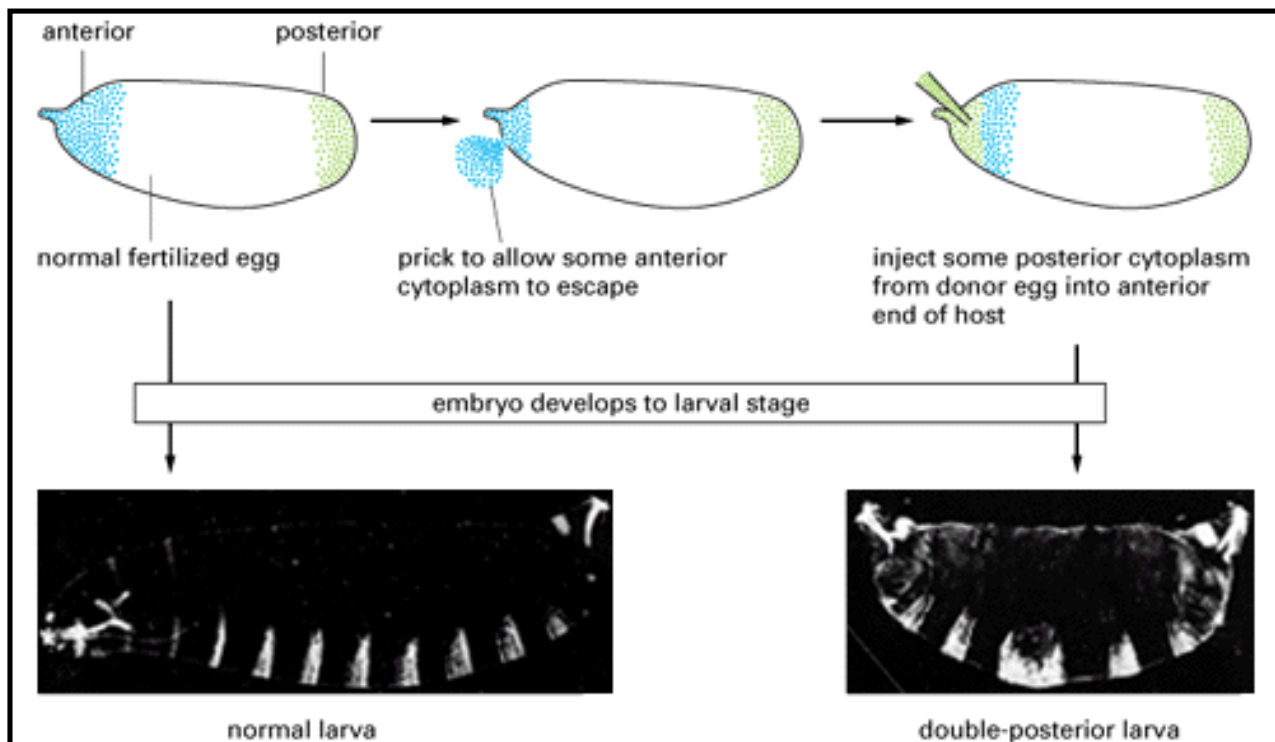 anterior
posterior
normal fertilized egg
prick to allow some anterior
cytoplasm to escape
inject some posterior cytoplasm
from donor egg into anterior
end of host
embryo develops to larval stage
normal larva
double-posterior larva